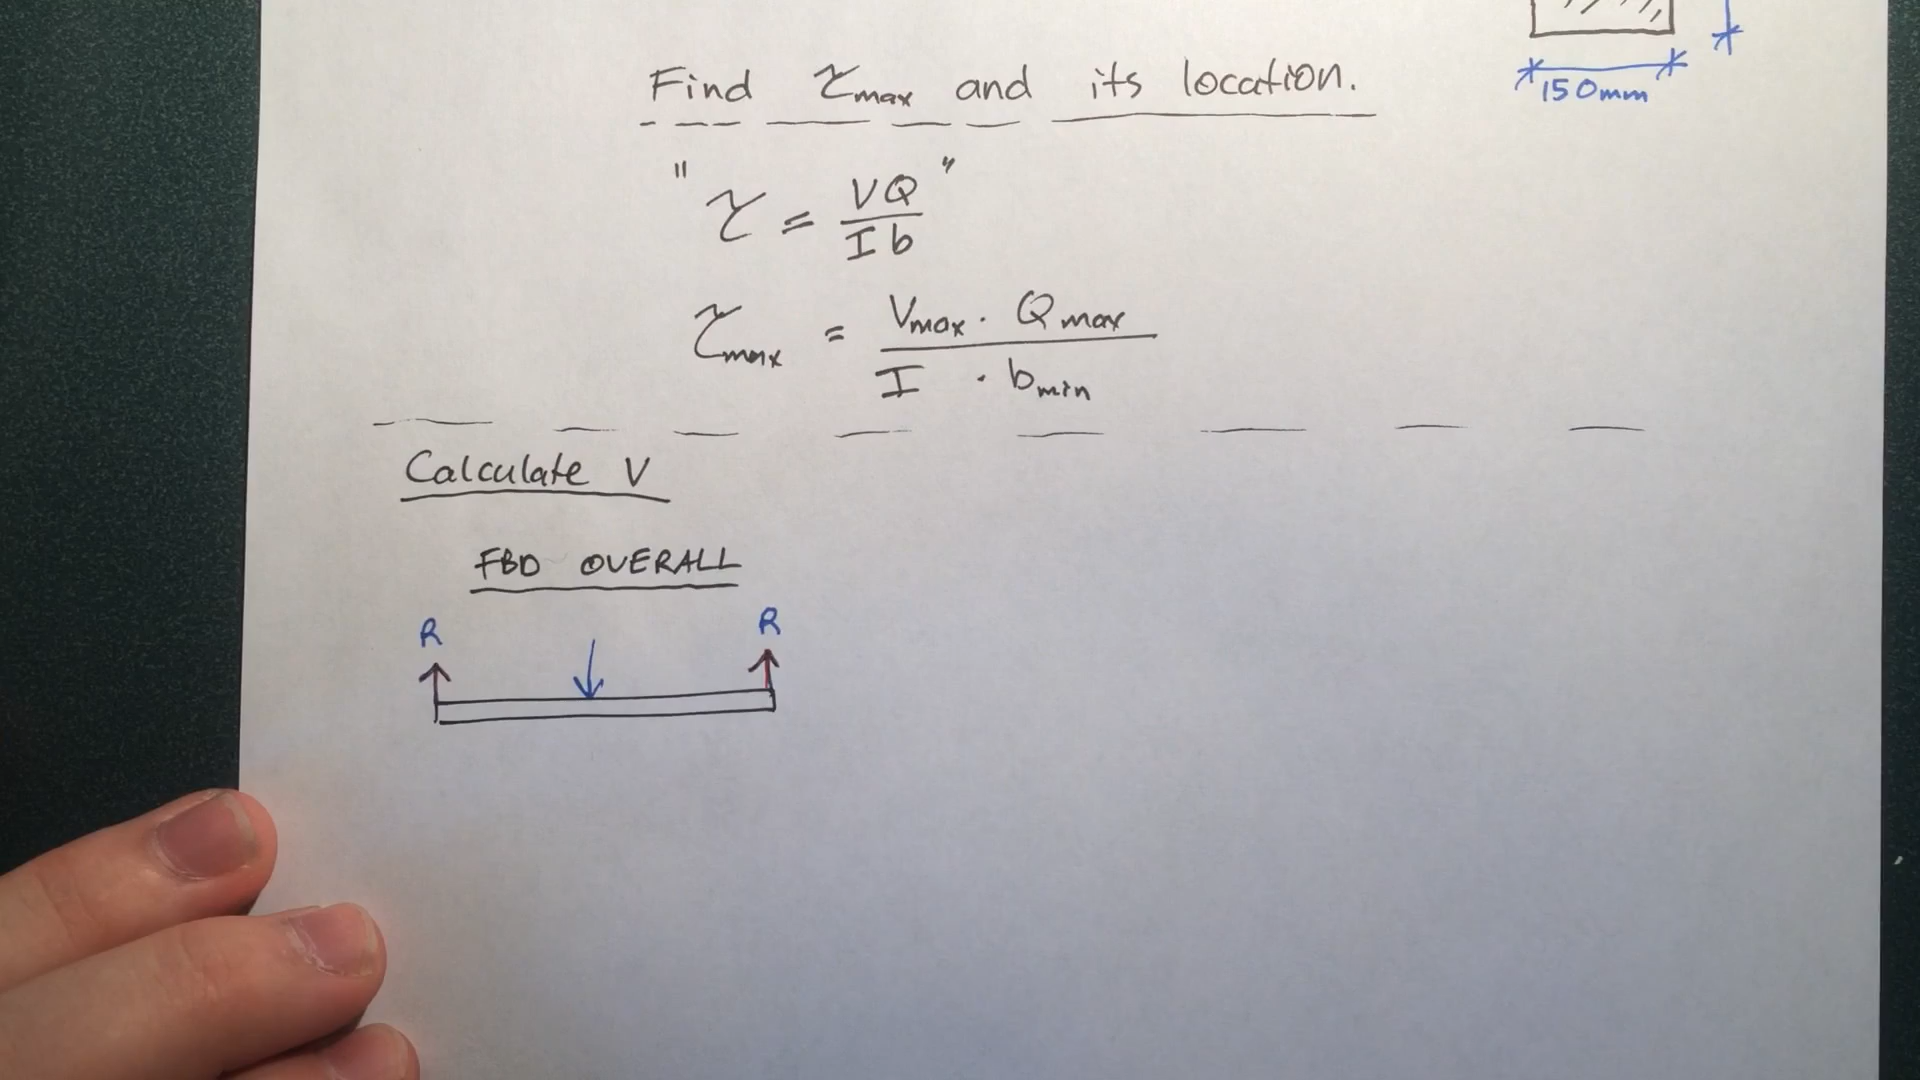 150mm
Find τmax and its location.
" τ = VQ / Ib "
τmax = Vmax · Qmax / I · bmin
Calculate V
FBD OVERALL
R R